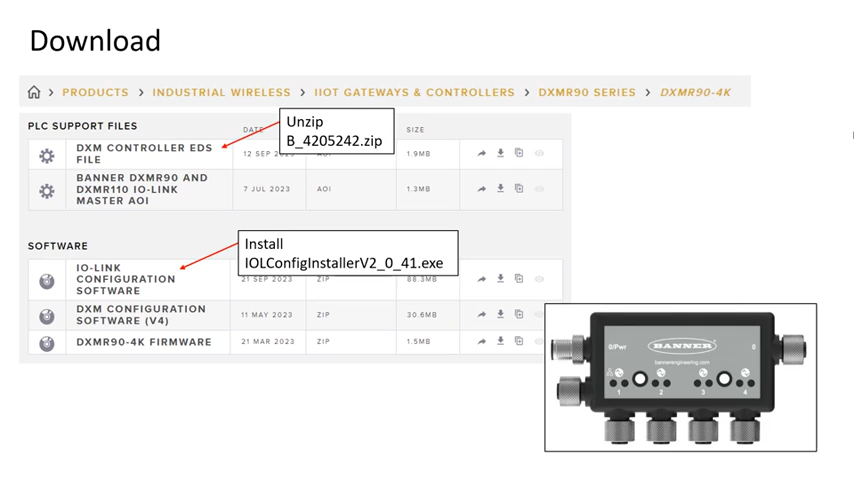 Download
PRODUCTS > INDUSTRIAL WIRELESS > IIOT GATEWAYS & CONTROLLERS > DXMR90 SERIES > DXMR90-4K
PLC SUPPORT FILES
DATE
SIZE
Unzip
B_4205242.zip
DXM CONTROLLER EDS
FILE
12 SEP 2023
AOI
1.9MB
BANNER DXMR90 AND
DXMR110 IO-LINK
MASTER AOI
7 JUL 2023
AOI
1.3MB
SOFTWARE
Install
IOLConfigInstallerV2_0_41.exe
IO-LINK
CONFIGURATION
SOFTWARE
21 SEP 2023
ZIP
88.3MB
DXM CONFIGURATION
SOFTWARE (V4)
11 MAY 2023
ZIP
30.6MB
DXMR90-4K FIRMWARE
21 MAR 2023
ZIP
1.5MB
0/Pwr
BANNER
0
bannerengineering.com
1
2
3
4